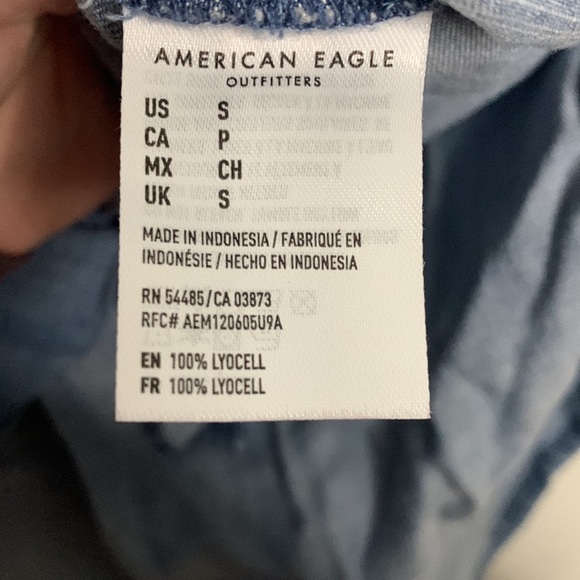 AMERICAN EAGLE
OUTFITTERS
US S
CA P
MX CH
UK S
MADE IN INDONESIA / FABRIQUÉ EN
INDONÉSIE / HECHO EN INDONESIA
RN 54485/CA 03873
RFC# AEM120605U9A
EN 100% LYOCELL
FR 100% LYOCELL